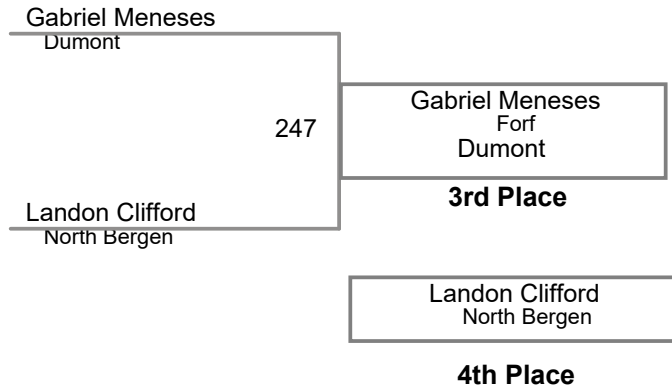 Gabriel Meneses
Dumont
247
Gabriel Meneses
Forf
Dumont
3rd Place
Landon Clifford
North Bergen
Landon Clifford
North Bergen
4th Place